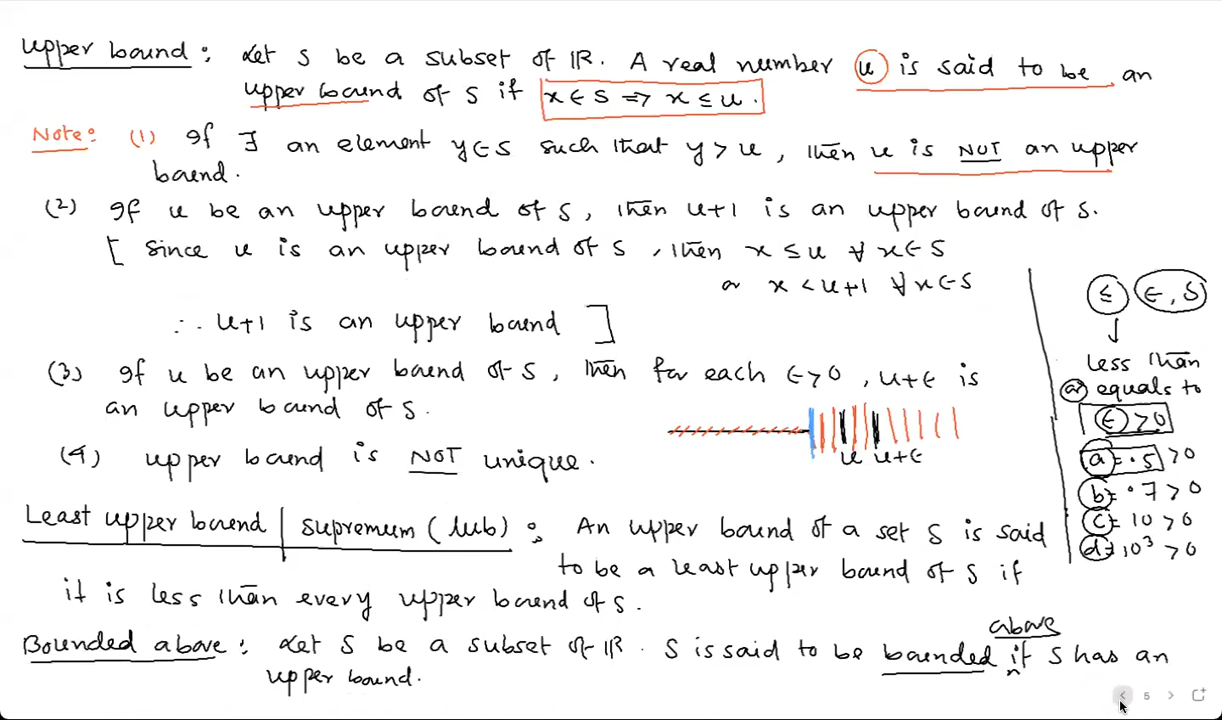 Upper bound : Let S be a subset of ℝ. A real number u is said to be an
upper bound of S if x ∈ S ⇒ x ≤ u.
Note: (1) If ∃ an element y ∈ S such that y > u, then u is NOT an upper
bound.
(2) If u be an upper bound of S, then u+1 is an upper bound of S.
[ Since u is an upper bound of S, then x ≤ u ∀ x ∈ S
or x < u+1 ∀ x ∈ S
∴ u+1 is an upper bound ]
(3) If u be an upper bound of S, then for each ϵ > 0, u+ϵ is
an upper bound of S.
u u+ϵ
(4) upper bound is NOT unique.
≤ ϵ, S
↓
less than
or equals to
ϵ > 0
a = .5 > 0
b = .7 > 0
c = 10 > 0
d = 10³ > 0
Least upper bound | supremum (lub) : An upper bound of a set S is said
to be a least upper bound of S if
it is less than every upper bound of S.
Bounded above : Let S be a subset of ℝ. S is said to be bounded above if S has an
upper bound.
5